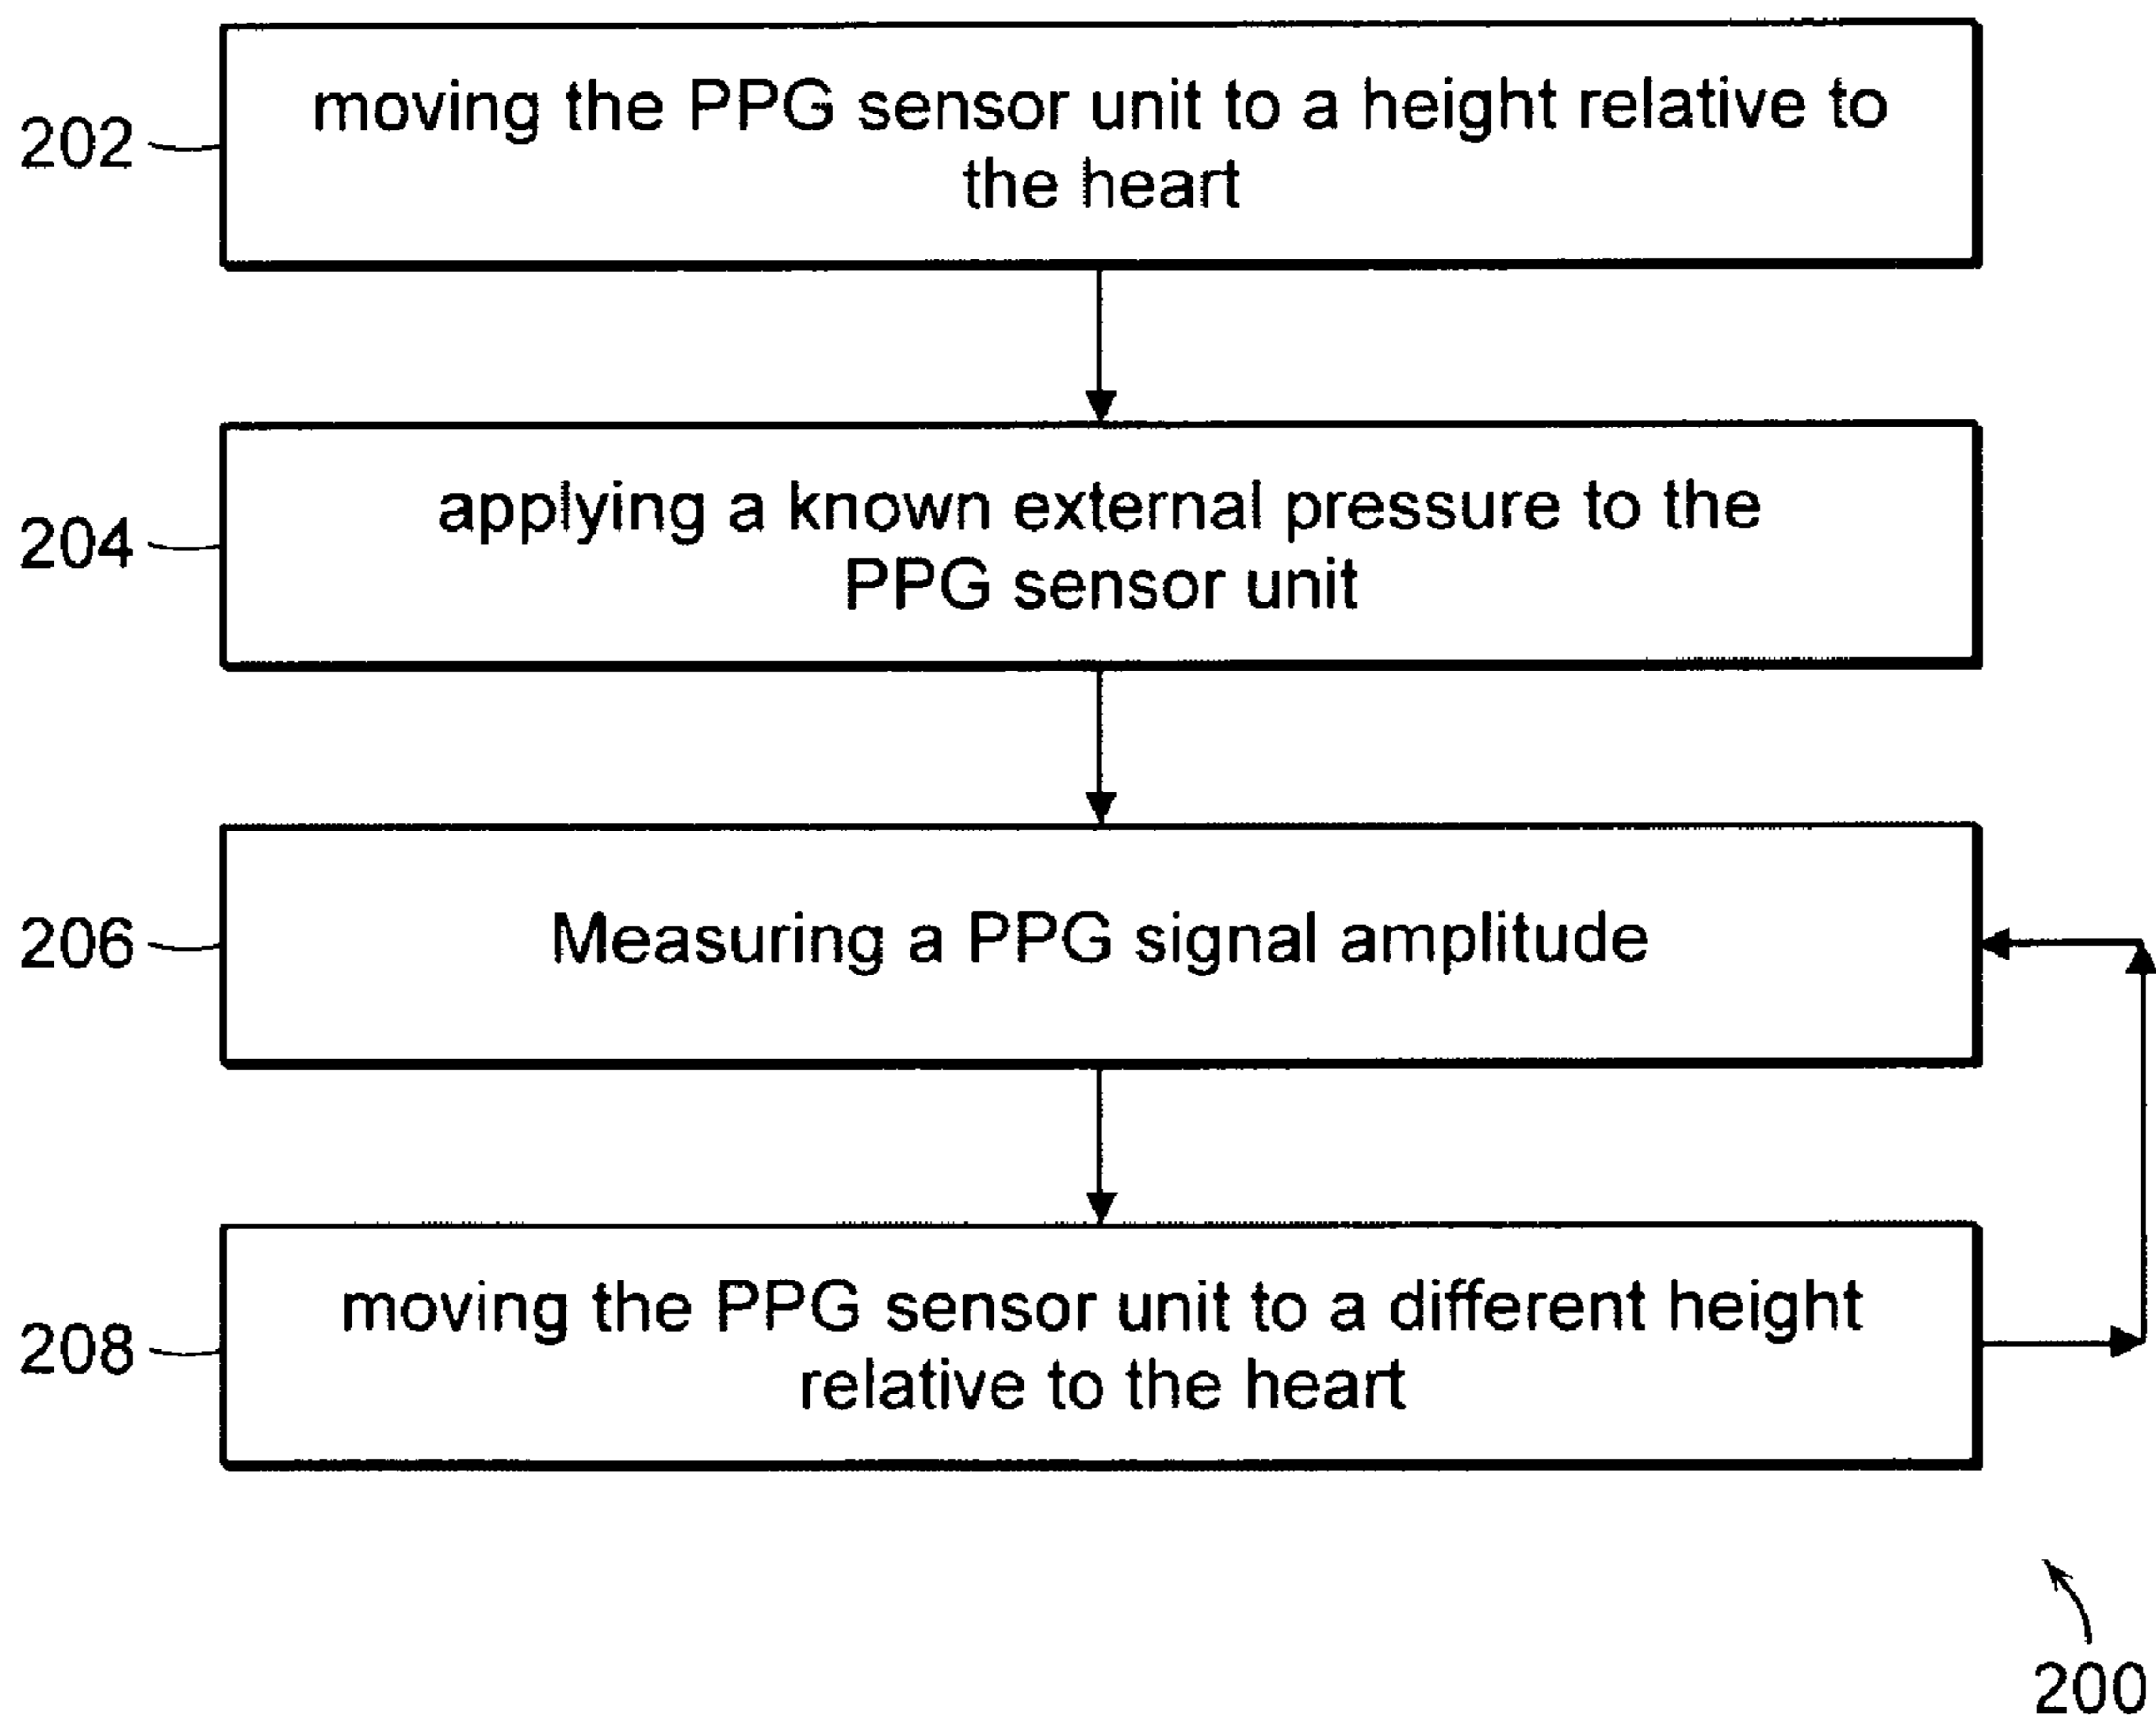 202
moving the PPG sensor unit to a height relative to
the heart
204
applying a known external pressure to the
PPG sensor unit
206
Measuring a PPG signal amplitude
208
moving the PPG sensor unit to a different height
relative to the heart
200